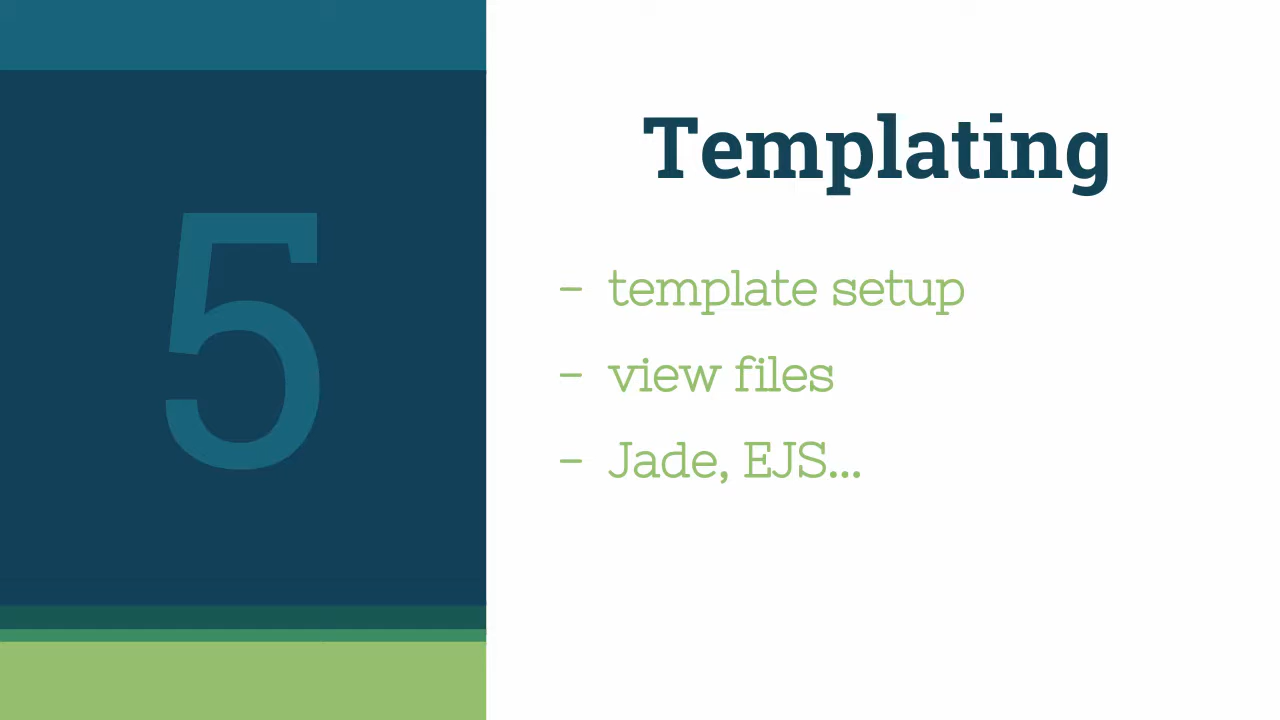 5
Templating
- template setup
- view files
- Jade, EJS...